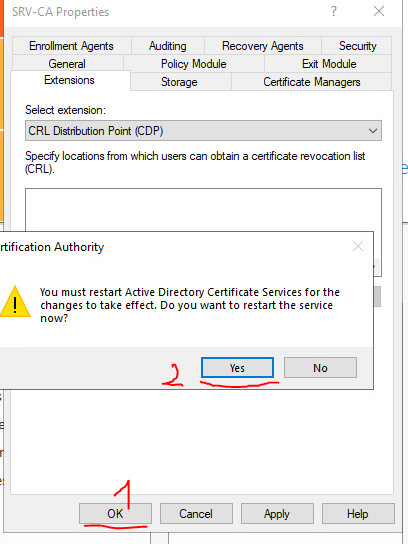 SRV-CA Properties
? ×
Enrollment Agents Auditing Recovery Agents Security
General Policy Module Exit Module
Extensions Storage Certificate Managers
Select extension:
CRL Distribution Point (CDP)
Specify locations from which users can obtain a certificate revocation list
(CRL).
rtification Authority
You must restart Active Directory Certificate Services for the
changes to take effect. Do you want to restart the service
now?
2 Yes No
1
OK Cancel Apply Help